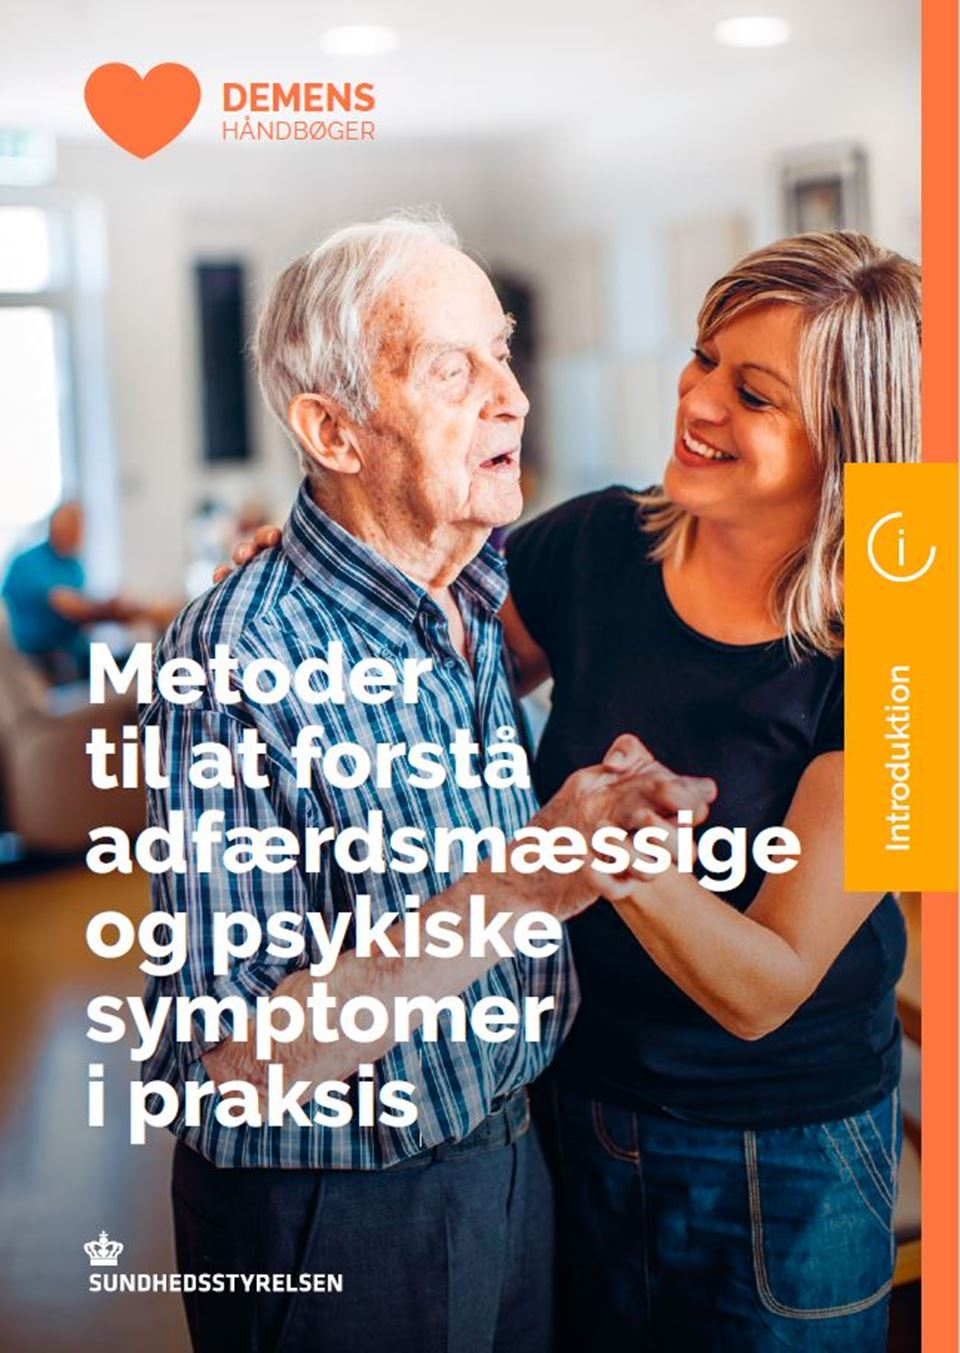 DEMENS
HÅNDBØGER
Introduktion
Metoder
til at forstå
adfærdsmæssige
og psykiske
symptomer
i praksis
SUNDHEDSSTYRELSEN